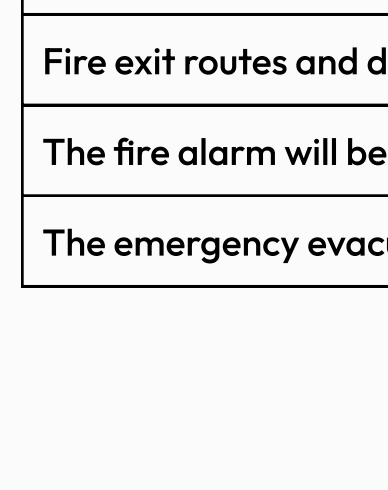 Fire exit routes and
The fire alarm will be
The emergency